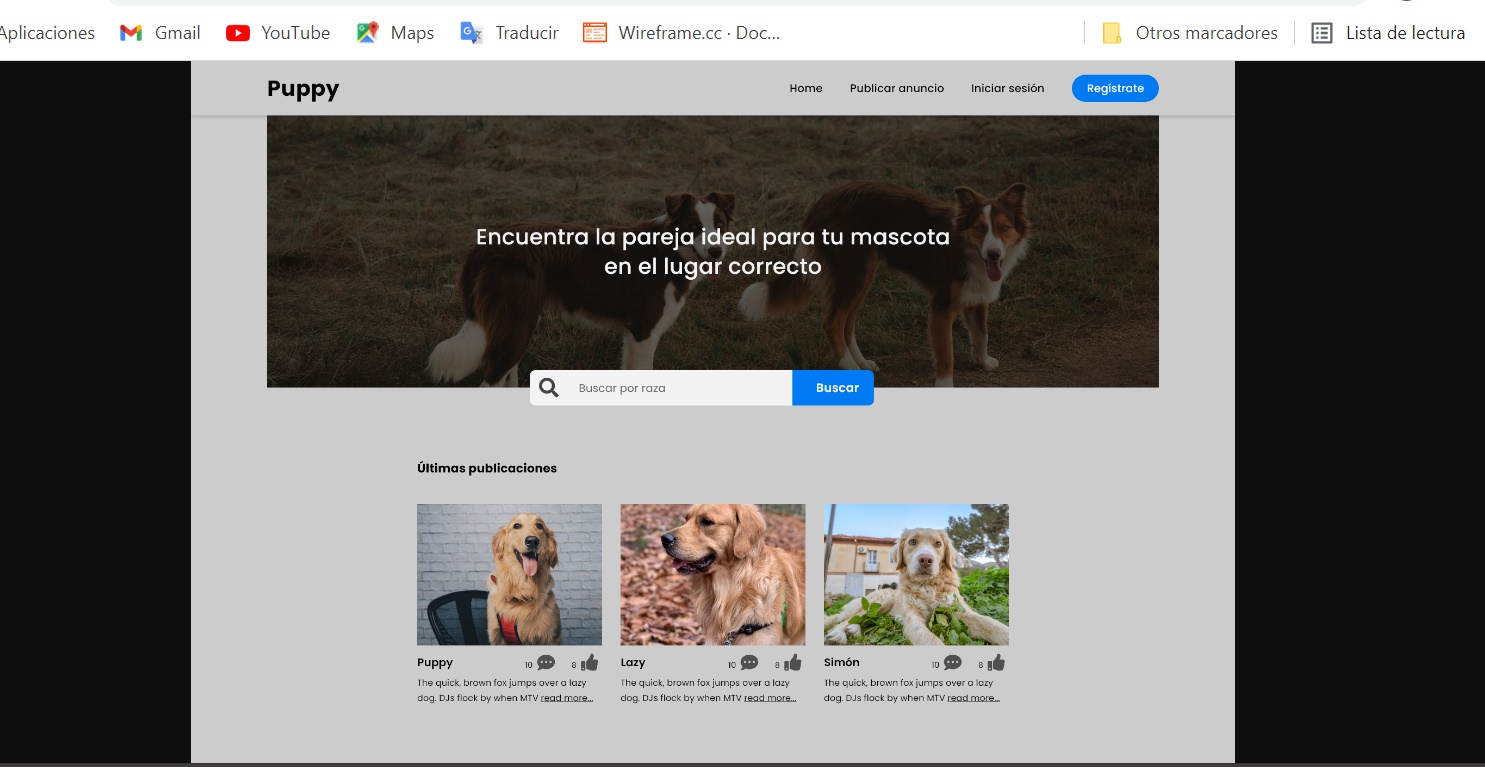 Aplicaciones Gmail YouTube Maps Traducir Wireframe.cc · Doc... Otros marcadores Lista de lectura
Puppy Home Publicar anuncio Iniciar sesión Regístrate
Encuentra la pareja ideal para tu mascota
en el lugar correcto
Buscar por raza Buscar
Últimas publicaciones
Puppy 10 8
The quick, brown fox jumps over a lazy
dog. DJs flock by when MTV read more...
Lazy 10 8
The quick, brown fox jumps over a lazy
dog. DJs flock by when MTV read more...
Simón 10 8
The quick, brown fox jumps over a lazy
dog. DJs flock by when MTV read more...